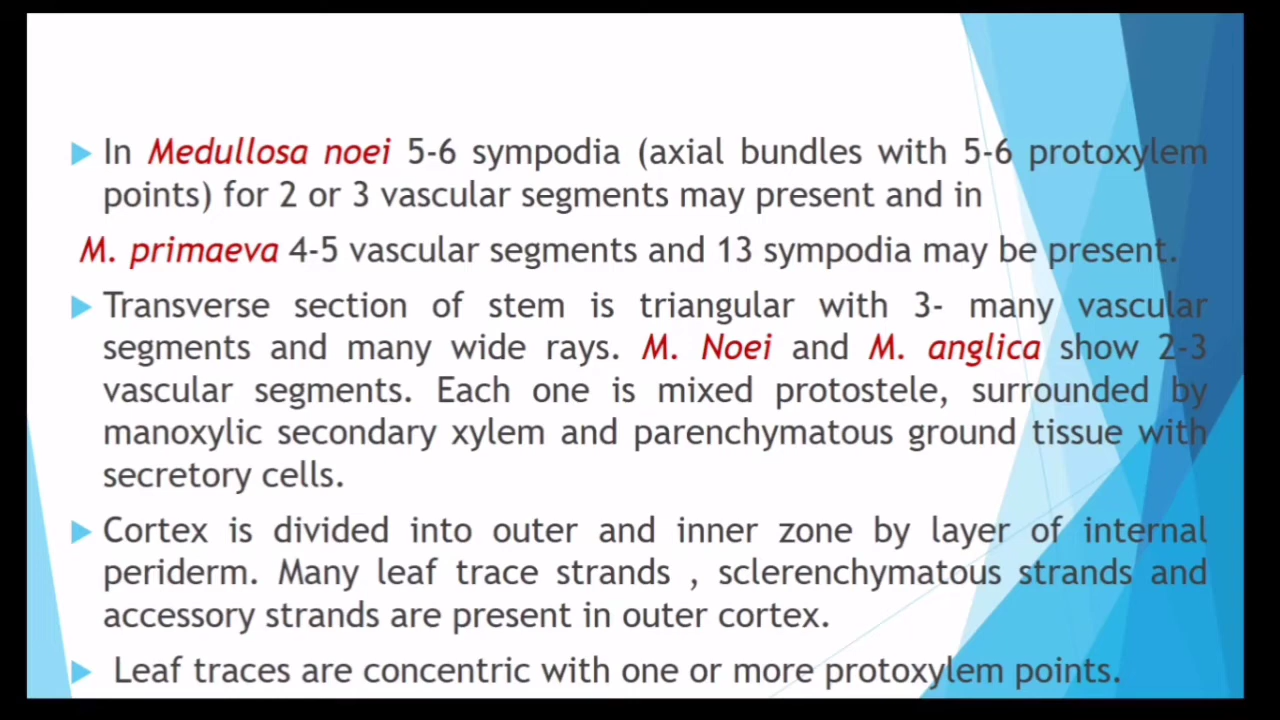 In Medullosa noei 5-6 sympodia (axial bundles with 5-6 protoxylem
points) for 2 or 3 vascular segments may present and in
M. primaeva 4-5 vascular segments and 13 sympodia may be present.
Transverse section of stem is triangular with 3- many vascular
segments and many wide rays. M. Noei and M. anglica show 2-3
vascular segments. Each one is mixed protostele, surrounded by
manoxylic secondary xylem and parenchymatous ground tissue with
secretory cells.
Cortex is divided into outer and inner zone by layer of internal
periderm. Many leaf trace strands , sclerenchymatous strands and
accessory strands are present in outer cortex.
Leaf traces are concentric with one or more protoxylem points.